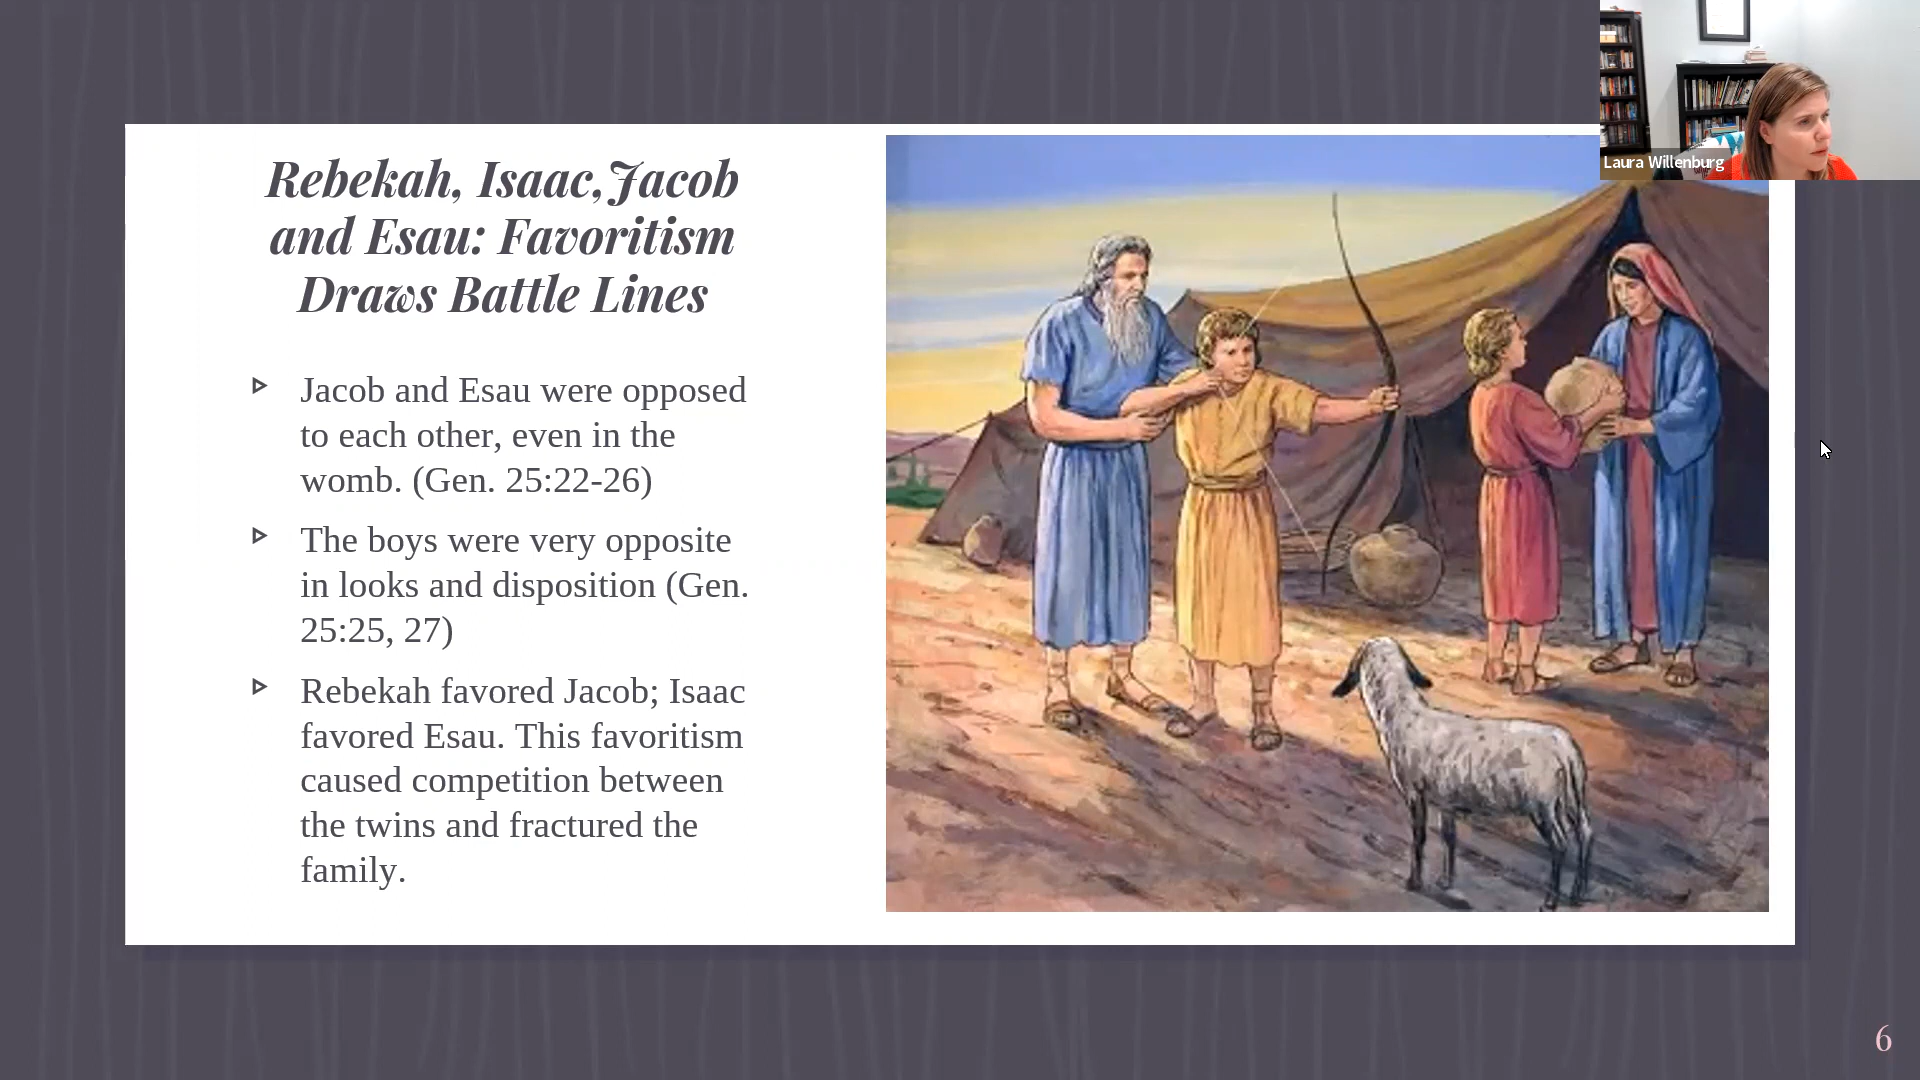 Rebekah, Isaac,Jacob
and Esau: Favoritism
Draws Battle Lines
Jacob and Esau were opposed
to each other, even in the
womb. (Gen. 25:22-26)
The boys were very opposite
in looks and disposition (Gen.
25:25, 27)
Rebekah favored Jacob; Isaac
favored Esau. This favoritism
caused competition between
the twins and fractured the
family.
Laura Willenburg
6